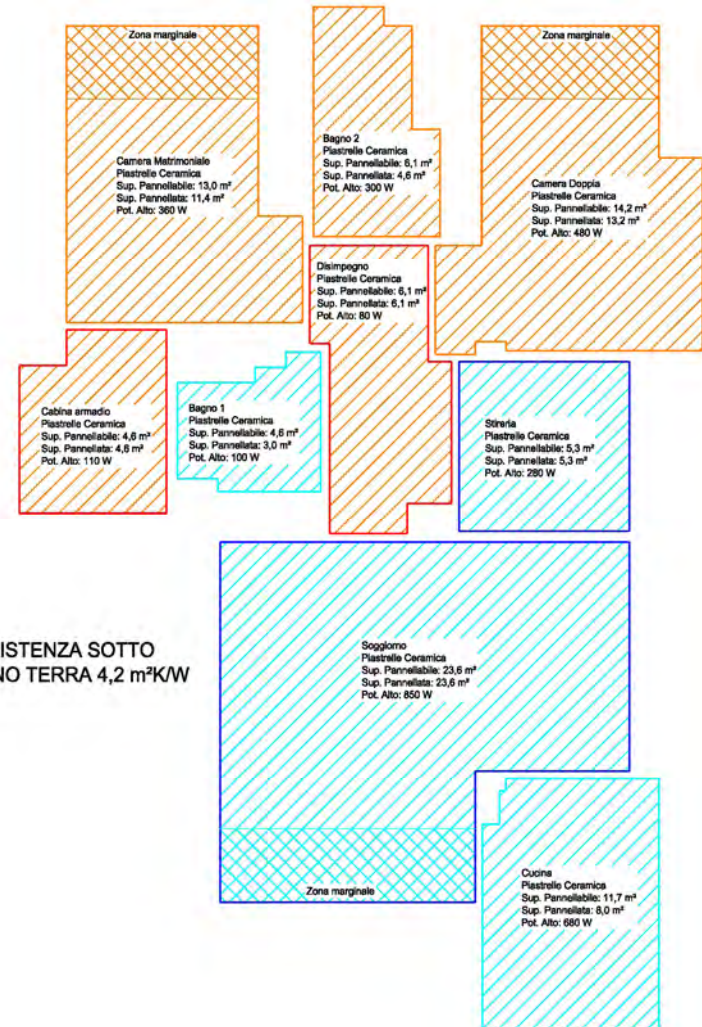 Zona marginale
Zona marginale
Bagno 2
Piastrelle Ceramica
Sup. Pannellabile: 6,1 m²
Sup. Pannellata: 4,6 m²
Pot. Alto: 300 W
Camera Matrimoniale
Piastrelle Ceramica
Sup. Pannellabile: 13,0 m²
Sup. Pannellata: 11,4 m²
Pot. Alto: 360 W
Camera Doppia
Piastrelle Ceramica
Sup. Pannellabile: 14,2 m²
Sup. Pannellata: 13,2 m²
Pot. Alto: 480 W
Disimpegno
Piastrelle Ceramica
Sup. Pannellabile: 6,1 m²
Sup. Pannellata: 6,1 m²
Pot. Alto: 80 W
Cabina armadio
Piastrelle Ceramica
Sup. Pannellabile: 4,6 m²
Sup. Pannellata: 4,6 m²
Pot. Alto: 110 W
Bagno 1
Piastrelle Ceramica
Sup. Pannellabile: 4,6 m²
Sup. Pannellata: 3,0 m²
Pot. Alto: 100 W
Stireria
Piastrelle Ceramica
Sup. Pannellabile: 5,3 m²
Sup. Pannellata: 5,3 m²
Pot. Alto: 280 W
ISTENZA SOTTO
NO TERRA 4,2 m²K/W
Soggiorno
Piastrelle Ceramica
Sup. Pannellabile: 23,6 m²
Sup. Pannellata: 23,6 m²
Pot. Alto: 850 W
Zona marginale
Cucina
Piastrelle Ceramica
Sup. Pannellabile: 11,7 m²
Sup. Pannellata: 8,0 m²
Pot. Alto: 680 W